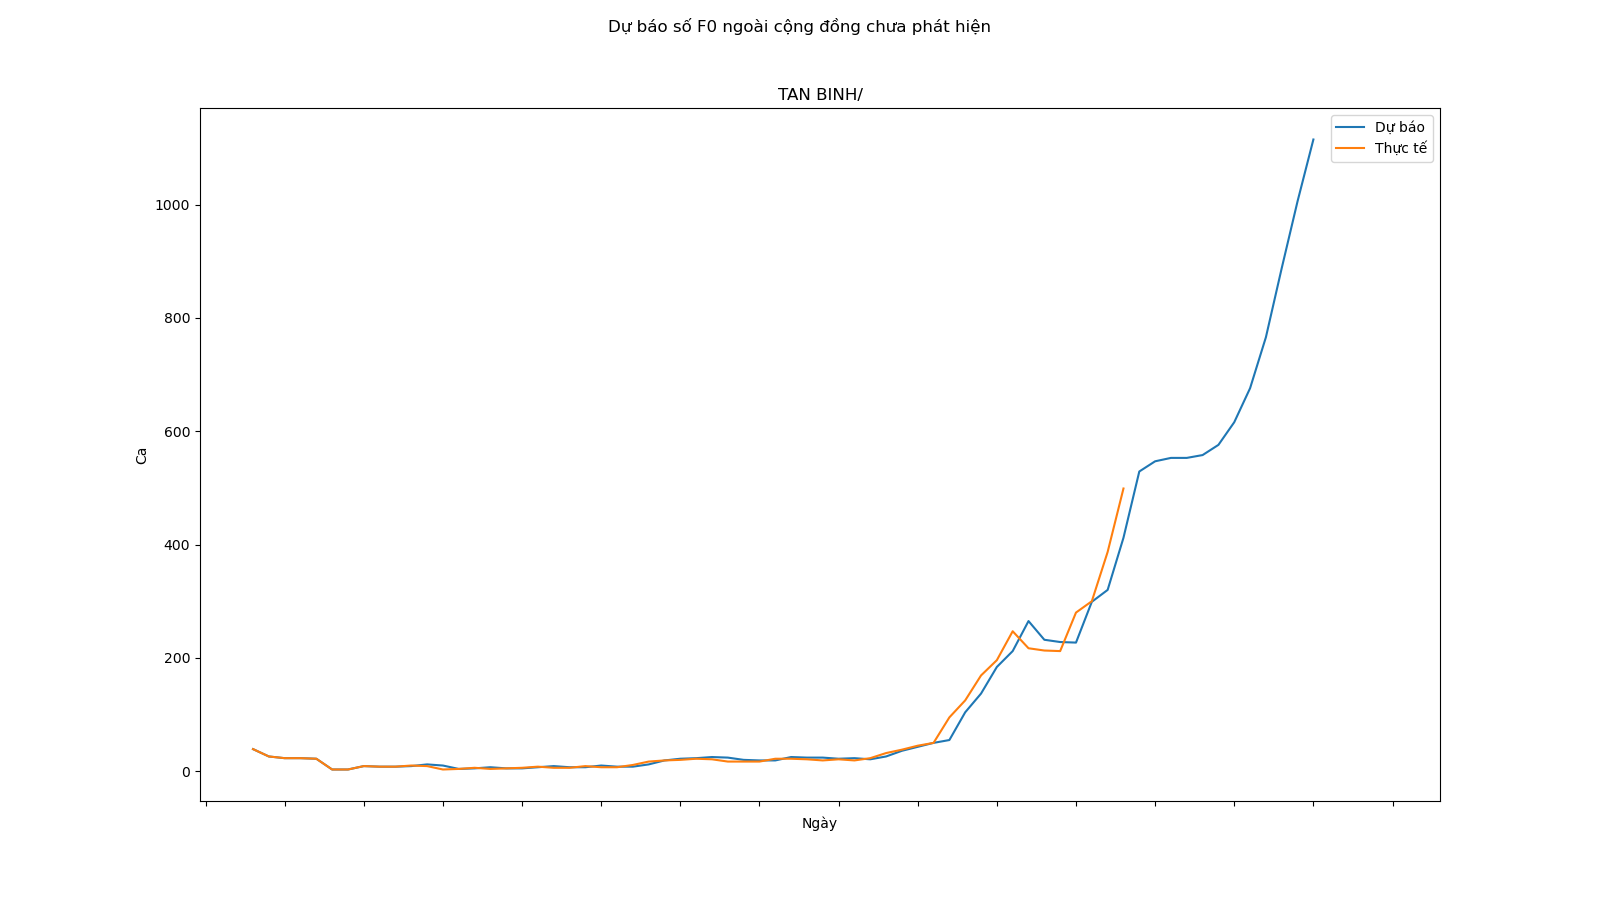 Dự báo số F0 ngoài cộng đồng chưa phát hiện
TAN BINH/
Dự báo
Thực tế
1000
800
600
400
200
0
Ca
Ngày